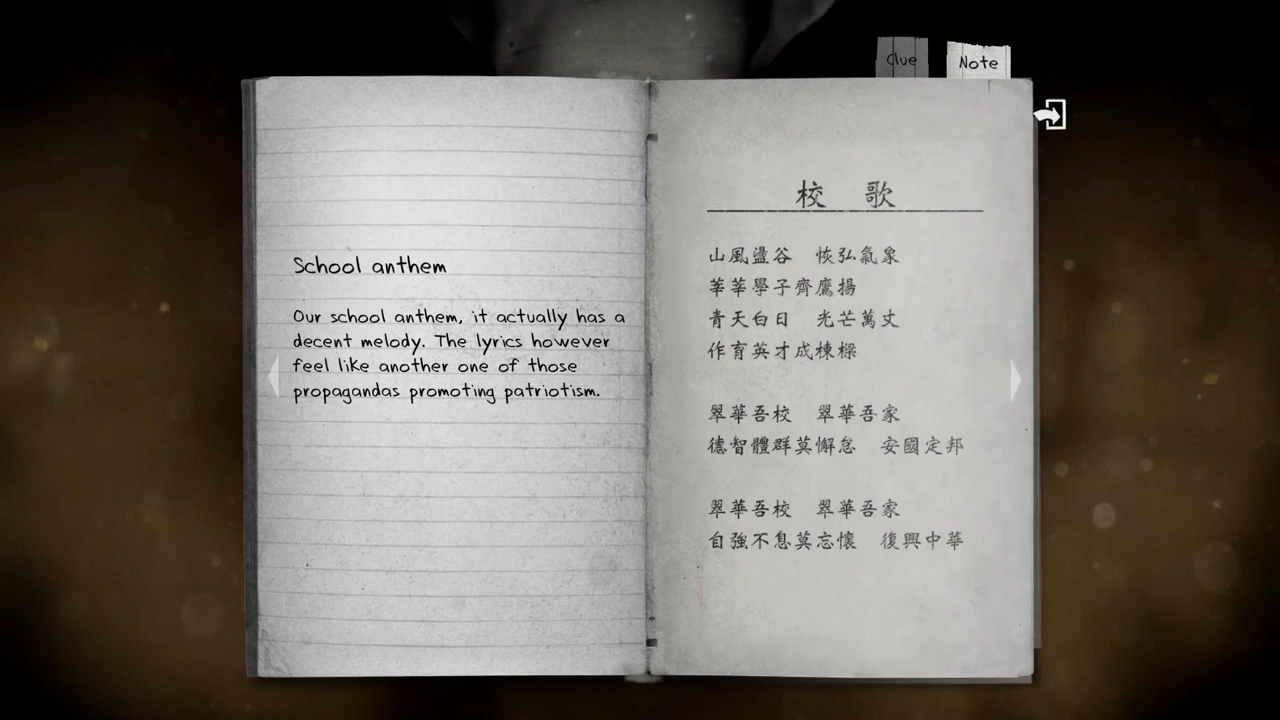 Clue
Note
School anthem
Our school anthem, it actually has a
decent melody. The lyrics however
feel like another one of those
propagandas promoting patriotism.
校 歌
山風盪谷 恢弘氣象
莘莘學子齊鷹揚
青天白日 光芒萬丈
作育英才成棟樑
翠華吾校 翠華吾家
德智體群莫懈怠 安國定邦
翠華吾校 翠華吾家
自強不息莫忘懷 復興中華